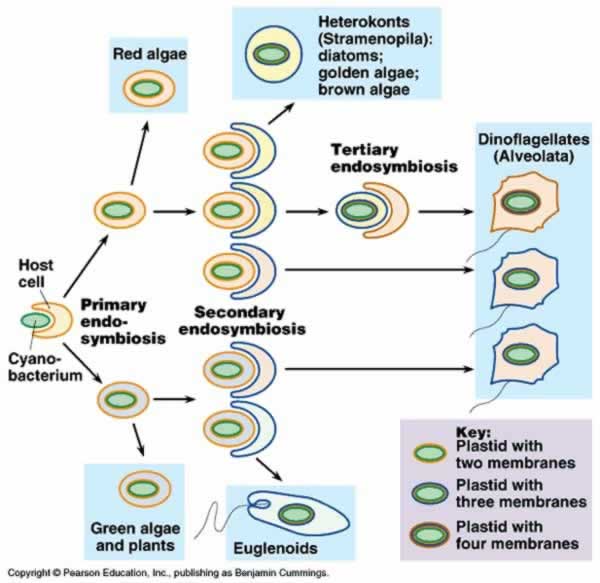 Heterokonts
(Stramenopila):
diatoms;
golden algae;
brown algae
Red algae
Tertiary
endosymbiosis
Dinoflagellates
(Alveolata)
Host
cell
Primary
endo-
symbiosis
Cyano-
bacterium
Secondary
endosymbiosis
Green algae
and plants
Euglenoids
Key:
Plastid with
two membranes
Plastid with
three membranes
Plastid with
four membranes
Copyright © Pearson Education, Inc., publishing as Benjamin Cummings.